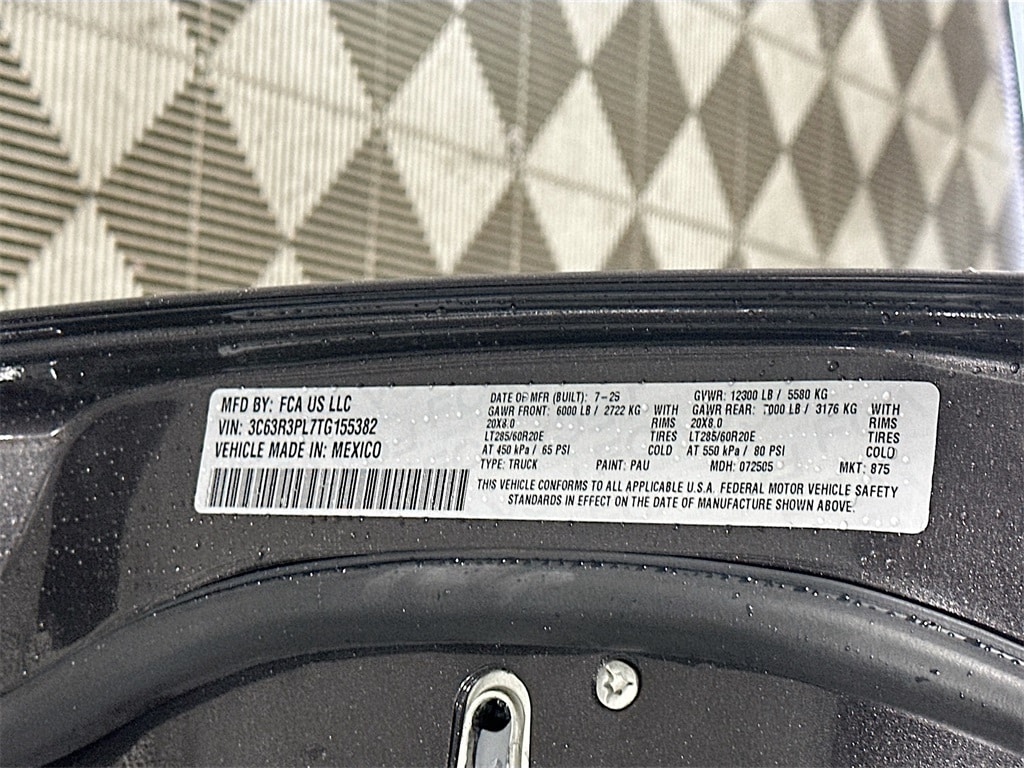 MFD BY: FCA US LLC
VIN: 3C63R3PL7TG155382
VEHICLE MADE IN: MEXICO
DATE OF MFR (BUILT): 7-25
GAWR FRONT: 6000 LB / 2722 KG WITH
20X8.0 RIMS
LT285/60R20E TIRES
AT 450 kPa / 65 PSI COLD
GVWR: 12300 LB / 5580 KG
GAWR REAR: 7000 LB / 3176 KG WITH
20X8.0 RIMS
LT285/60R20E TIRES
AT 550 kPa / 80 PSI COLD
TYPE: TRUCK PAINT: PAU MDH: 072505 MKT: 875
THIS VEHICLE CONFORMS TO ALL APPLICABLE U.S.A. FEDERAL MOTOR VEHICLE SAFETY
STANDARDS IN EFFECT ON THE DATE OF MANUFACTURE SHOWN ABOVE.